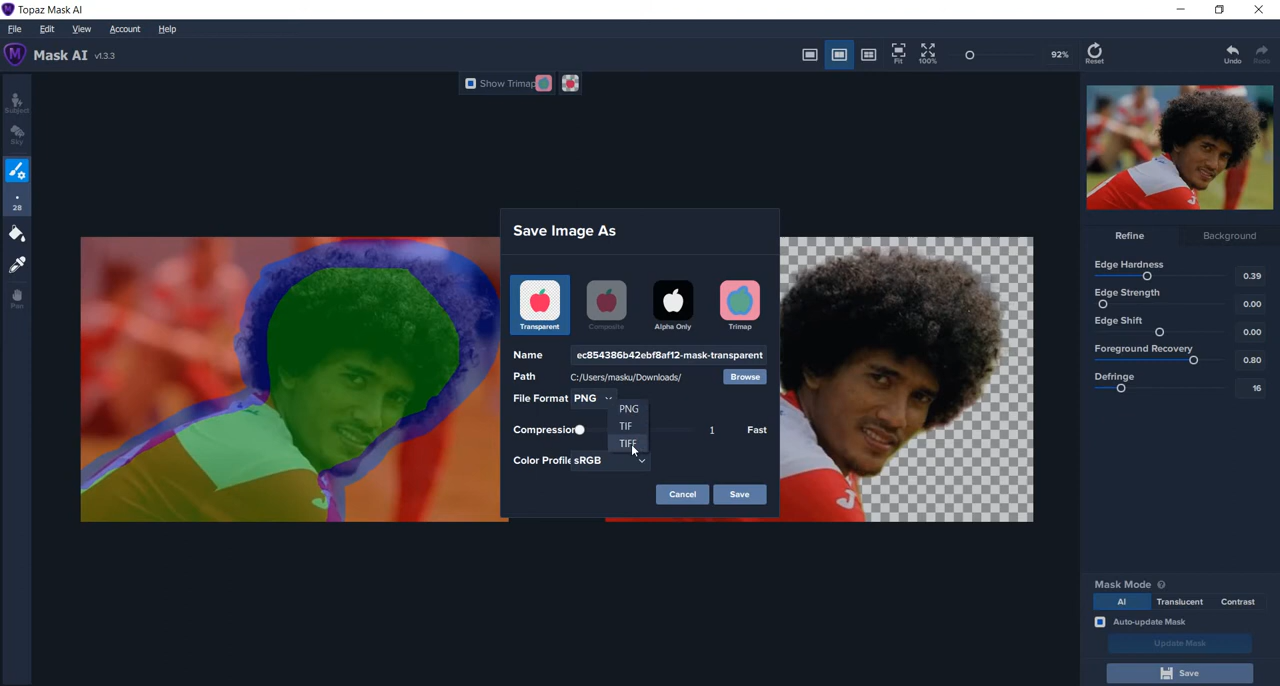 Topaz Mask AI
File Edit View Account Help
Mask AI v1.3.3
Fit 100% 92% Reset Undo Redo
Show Trimap
Subject
Sky
28
Pan
Save Image As
Transparent Composite Alpha Only Trimap
Name ec854386b42ebf8af12-mask-transparent
Path C:/Users/masku/Downloads/ Browse
File Format PNG
PNG
TIF
TIFF
Compression 1 Fast
Color Profile sRGB
Cancel Save
Refine Background
Edge Hardness
0.39
Edge Strength
0.00
Edge Shift
0.00
Foreground Recovery
0.80
Defringe
16
Mask Mode ?
AI Translucent Contrast
Auto-update Mask
Update Mask
Save